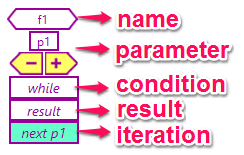 f1 name
p1 parameter
− +
while condition
result result
next p1 iteration